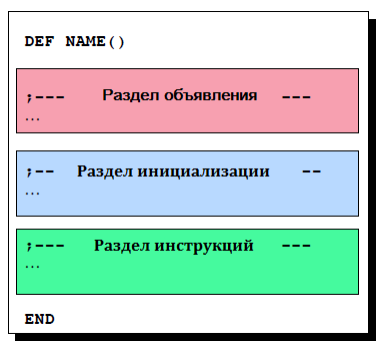 DEF NAME()
;--- Раздел объявления ---
...
;-- Раздел инициализации --
...
;--- Раздел инструкций ---
...
END